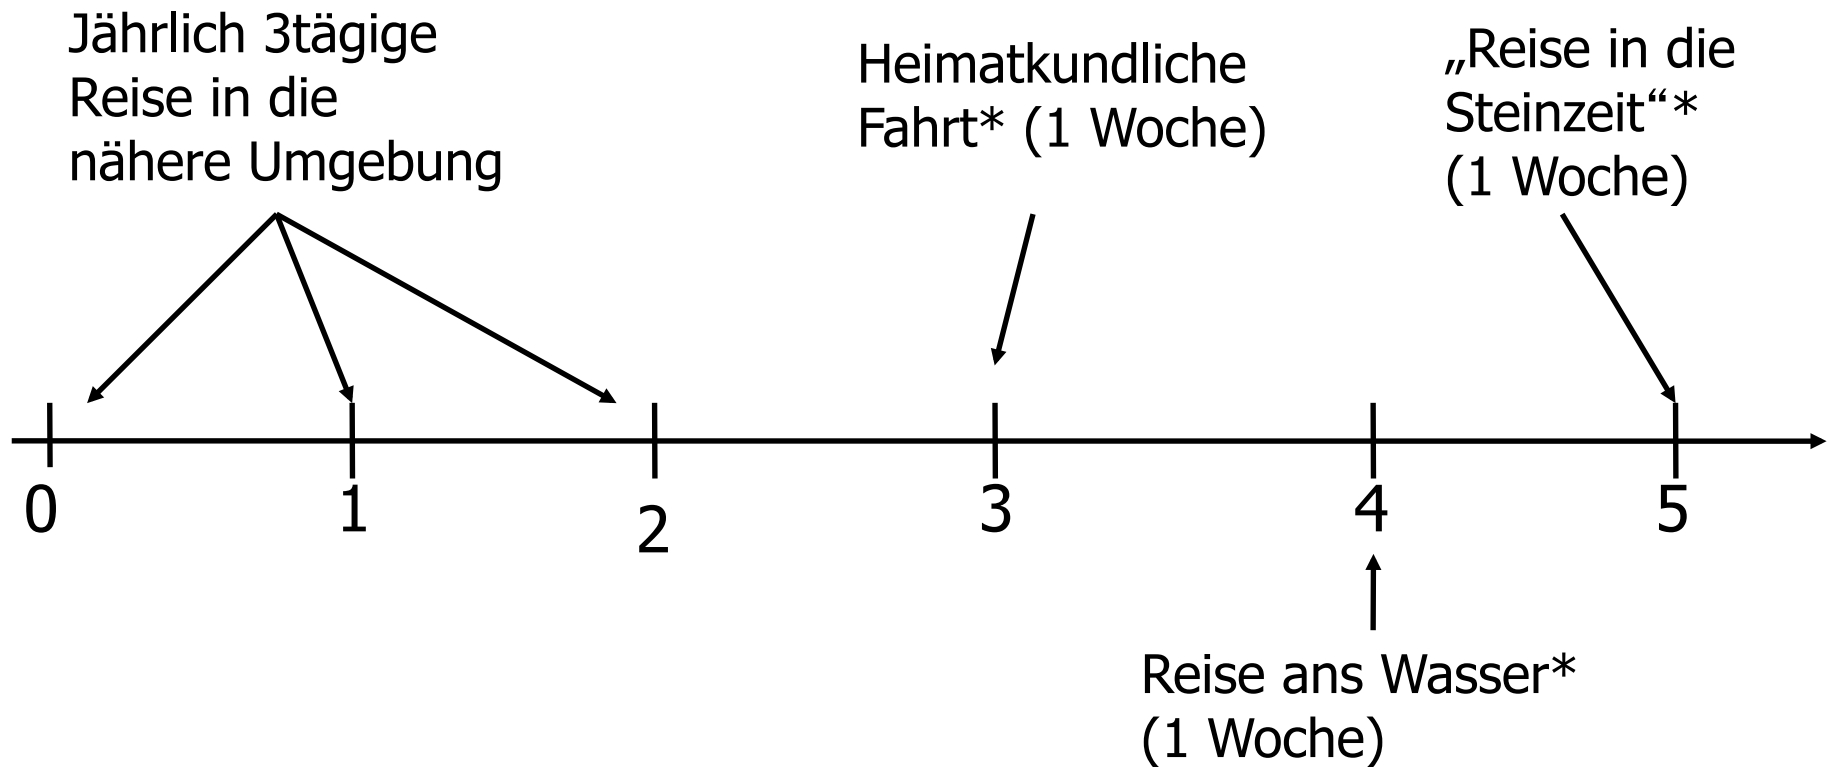 Jährlich 3tägige
Reise in die
nähere Umgebung
Heimatkundliche
Fahrt* (1 Woche)
„Reise in die
Steinzeit“*
(1 Woche)
0
1
2
3
4
5
Reise ans Wasser*
(1 Woche)